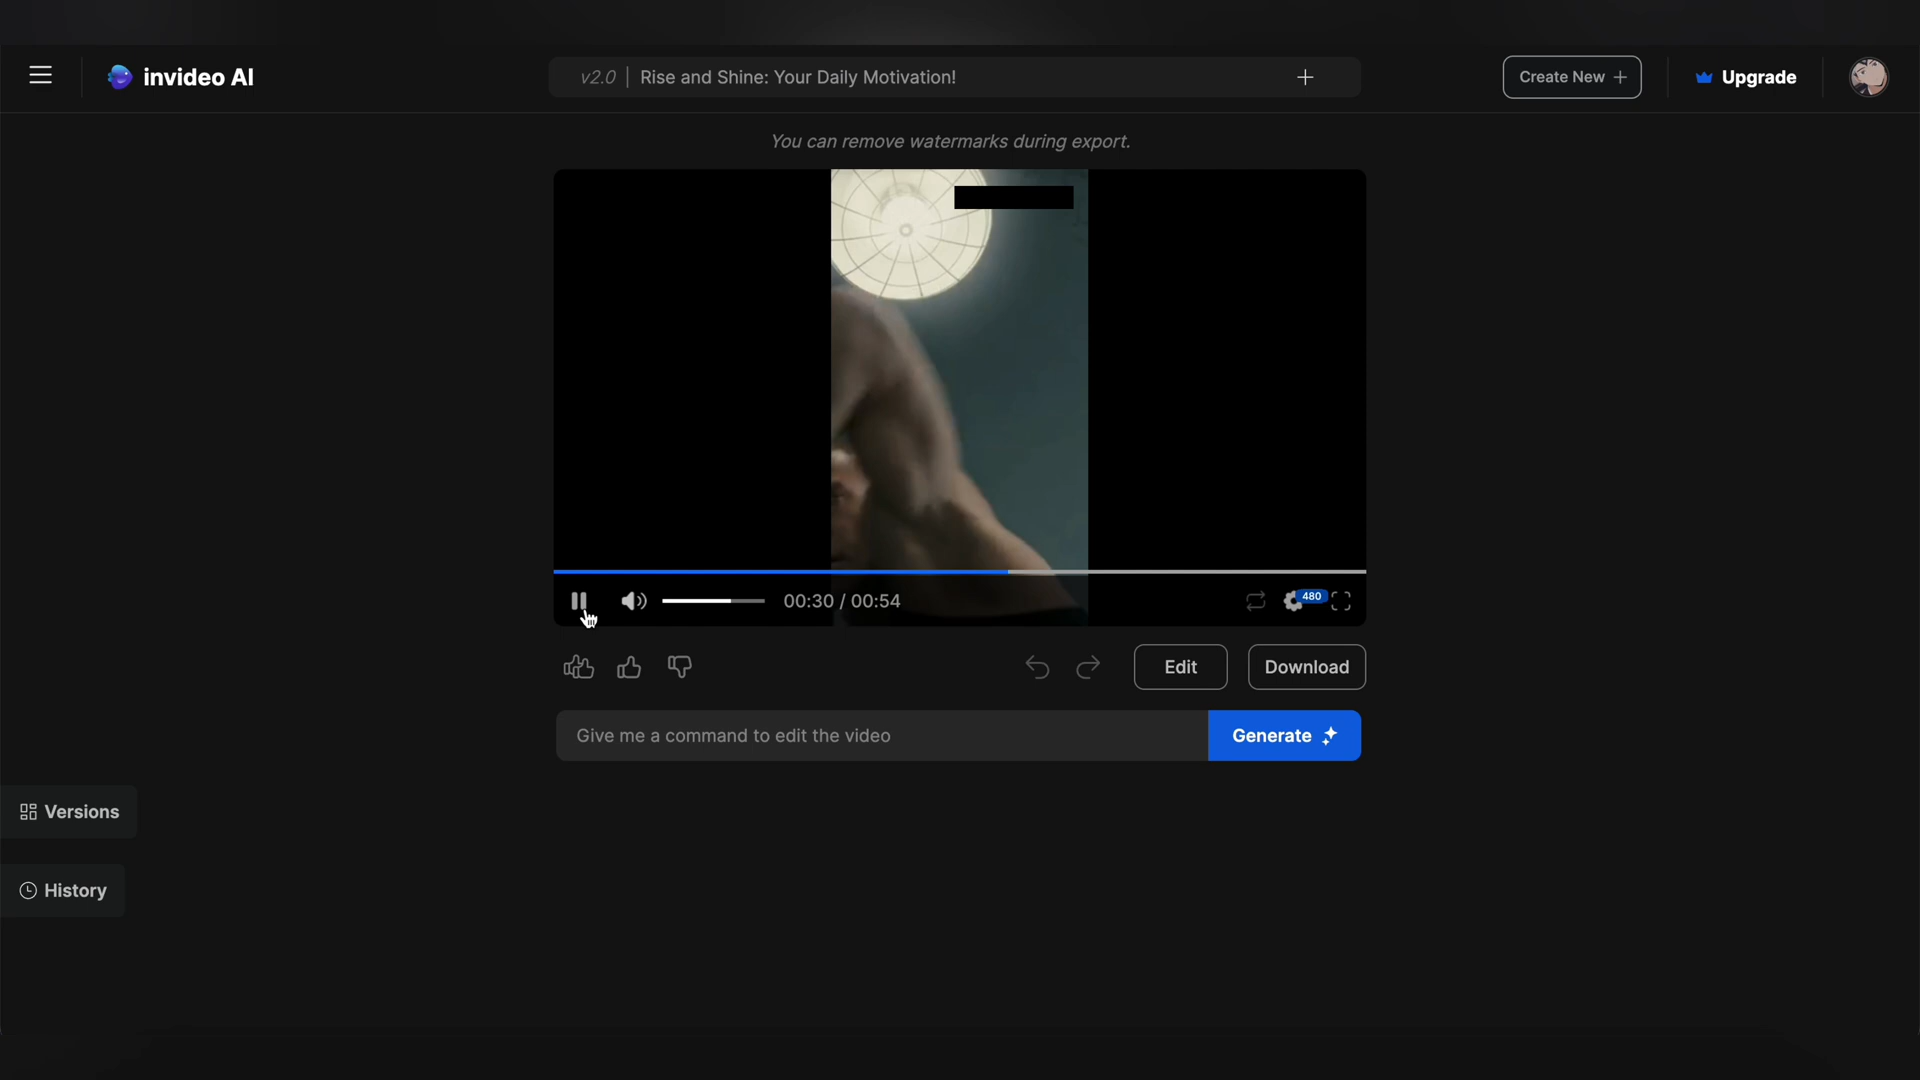 invideo AI
v2.0 | Rise and Shine: Your Daily Motivation!
Create New +
Upgrade
You can remove watermarks during export.
00:30 / 00:54
480
Edit
Download
Give me a command to edit the video
Generate
Versions
History